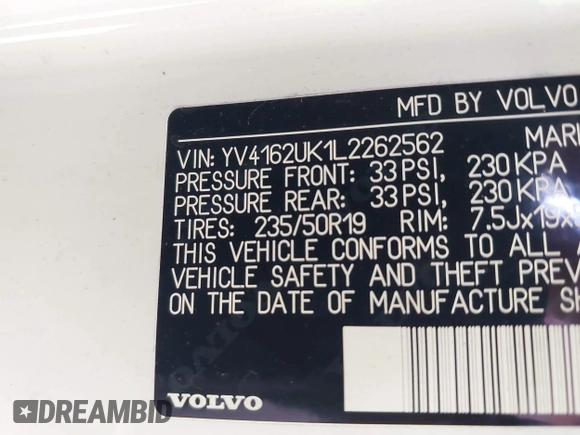 MFD BY VOLVO
VIN: YV4162UK1L2262562
PRESSURE FRONT: 33 PSI, 230 KPA
PRESSURE REAR: 33 PSI, 230 KPA
TIRES: 235/50R19 RIM: 7.5Jx19x
THIS VEHICLE CONFORMS TO ALL
VEHICLE SAFETY AND THEFT PREV
ON THE DATE OF MANUFACTURE
VOLVO
DREAMBID